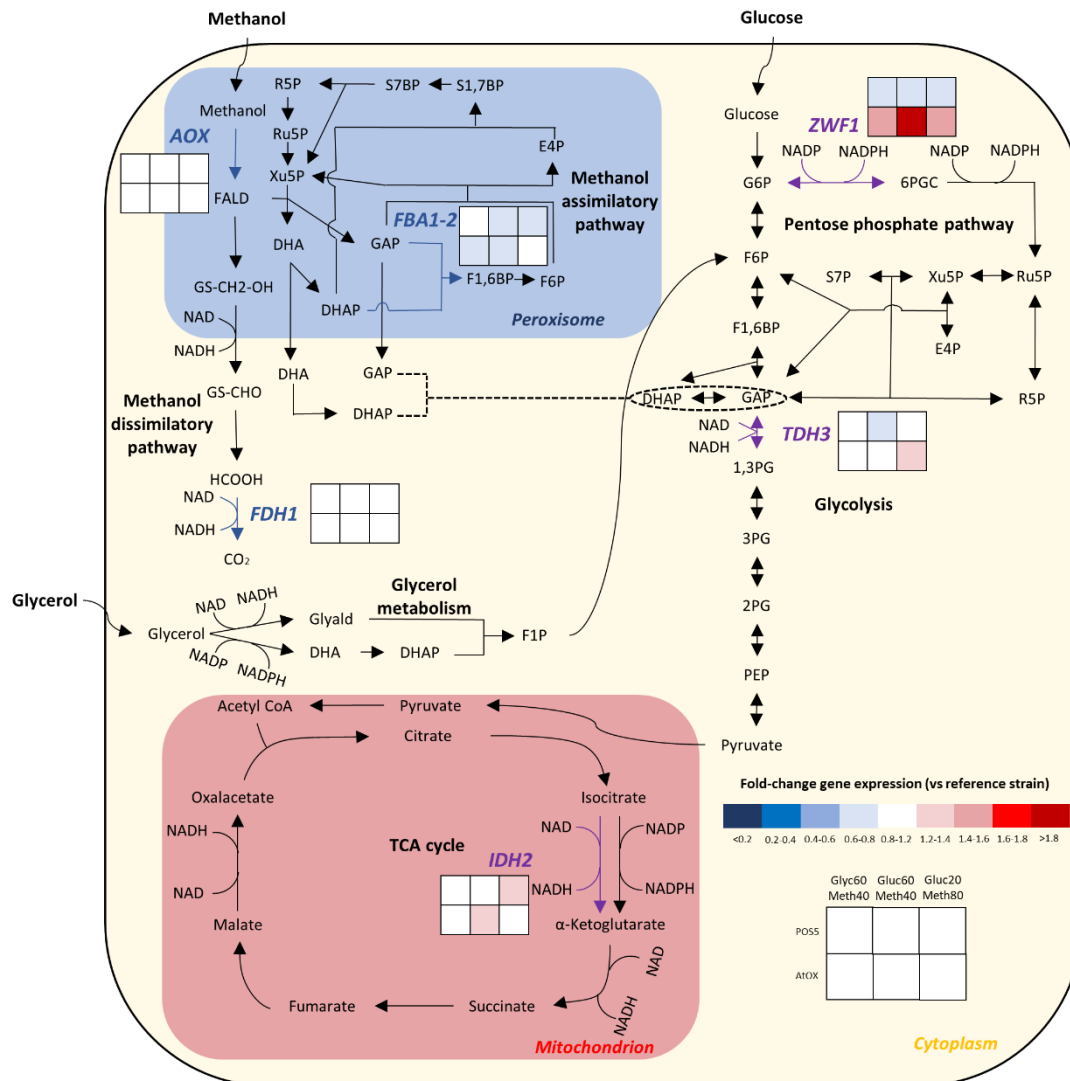 Methanol
Glucose
R5P
S7BP
S1,7BP
Methanol
AOX
Ru5P
E4P
Xu5P
FALD
Methanol
assimilatory
pathway
FBA1-2
DHA
GAP
F1,6BP
F6P
GS-CH2-OH
DHAP
Peroxisome
NAD
NADH
GS-CHO
DHA
GAP
DHAP
Methanol
dissimilatory
pathway
HCOOH
NAD
NADH
FDH1
CO₂
Glucose
ZWF1
NADP
NADPH
NADP
NADPH
G6P
6PGC
Pentose phosphate pathway
F6P
S7P
Xu5P
Ru5P
F1,6BP
E4P
DHAP
GAP
R5P
NAD
NADH
TDH3
1,3PG
Glycolysis
3PG
2PG
PEP
Pyruvate
Glycerol
Glycerol
NAD
NADH
NADP
NADPH
Glycerol
metabolism
Glyald
DHA
DHAP
F1P
Acetyl CoA
Pyruvate
Citrate
Oxalacetate
Isocitrate
NADH
NAD
TCA cycle
IDH2
NAD
NADH
NADP
NADPH
Malate
α-Ketoglutarate
NAD
NADH
Fumarate
Succinate
Mitochondrion
Cytoplasm
Fold-change gene expression (vs reference strain)
<0.2 0.2-0.4 0.4-0.6 0.6-0.8 0.8-1.2 1.2-1.4 1.4-1.6 1.6-1.8 >1.8
Glyc60 Gluc60 Gluc20
Meth40 Meth40 Meth80
POS5
AtOX